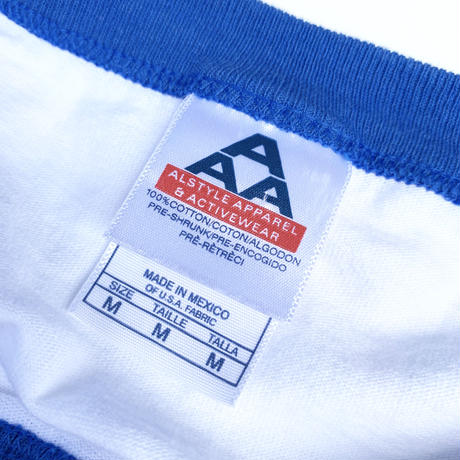 A
AAA
ALSTYLE APPAREL
& ACTIVEWEAR
100% COTTON/COTON/ALGODON
PRE-SHRUNK/PRE-ENCOGIDO
PRÉ-RÉTRÉCI
MADE IN MEXICO
OF U.S.A. FABRIC
SIZE TAILLE TALLA
M M M